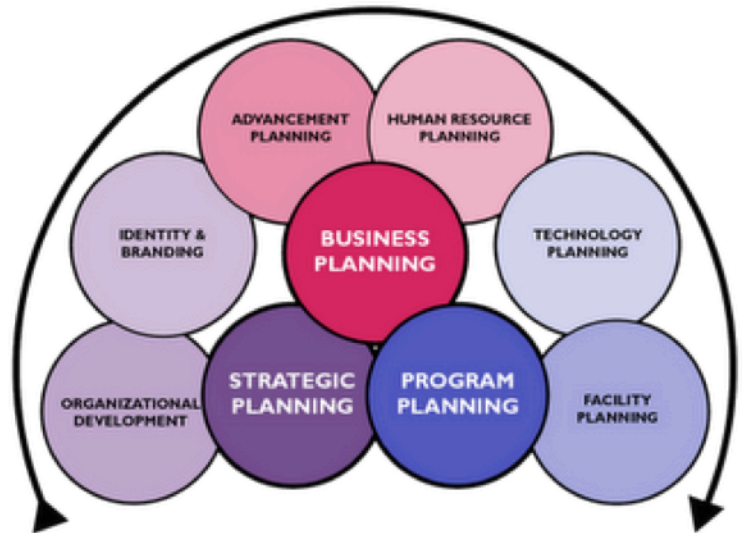 ADVANCEMENT
PLANNING
HUMAN RESOURCE
PLANNING
IDENTITY &
BRANDING
BUSINESS
PLANNING
TECHNOLOGY
PLANNING
ORGANIZATIONAL
DEVELOPMENT
STRATEGIC
PLANNING
PROGRAM
PLANNING
FACILITY
PLANNING